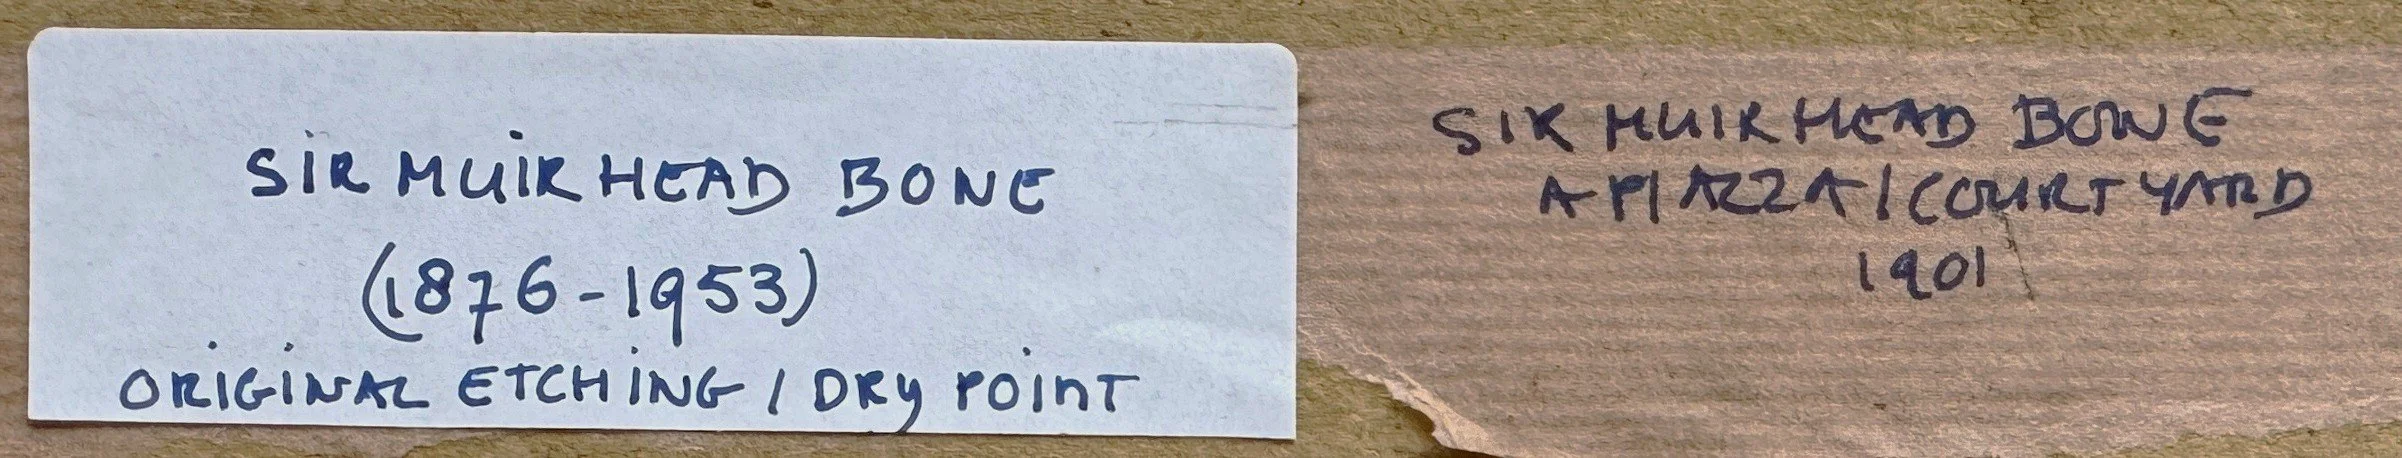 SIR MUIRHEAD BONE
(1876-1953)
ORIGINAL ETCHING / DRY POINT
SIR MUIRHEAD BONE
A PIAZZA / COURTYARD
1901